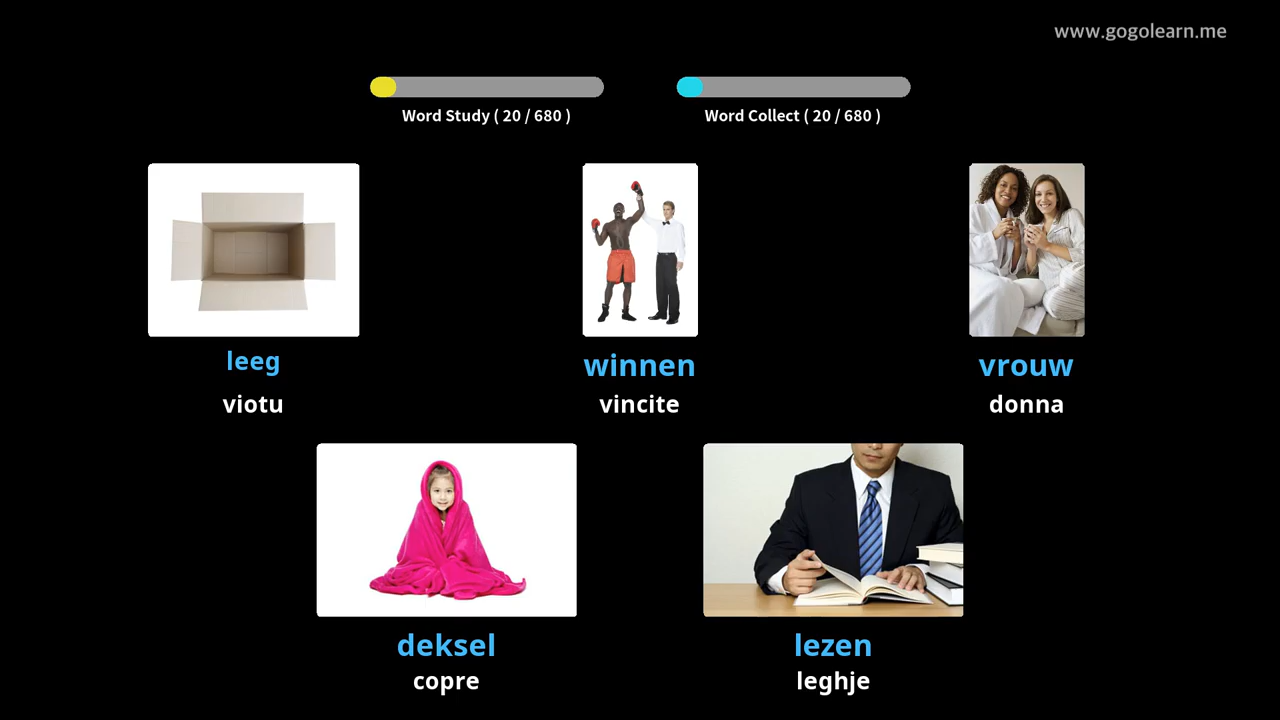 www.gogolearn.me
Word Study ( 20 / 680 )
Word Collect ( 20 / 680 )
leeg
viotu
winnen
vincite
vrouw
donna
deksel
copre
lezen
leghje